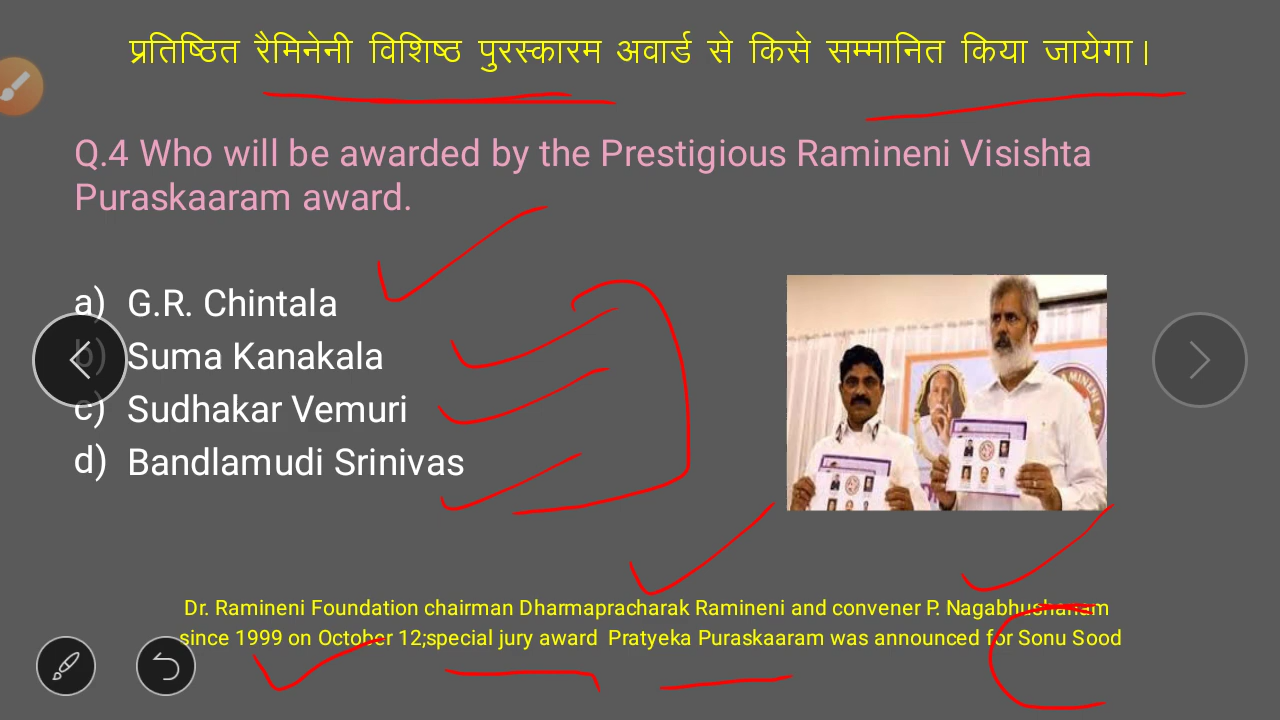 प्रतिष्ठित रैमिनेनी विशिष्ठ पुरस्कारम अवार्ड से किसे सम्मानित किया जायेगा।
Q.4 Who will be awarded by the Prestigious Ramineni Visishta
Puraskaaram award.
a) G.R. Chintala
b) Suma Kanakala
c) Sudhakar Vemuri
d) Bandlamudi Srinivas
RAMINENI
Dr. Ramineni Foundation chairman Dharmapracharak Ramineni and convener P. Nagabhushanam
since 1999 on October 12;special jury award Pratyeka Puraskaaram was announced for Sonu Sood